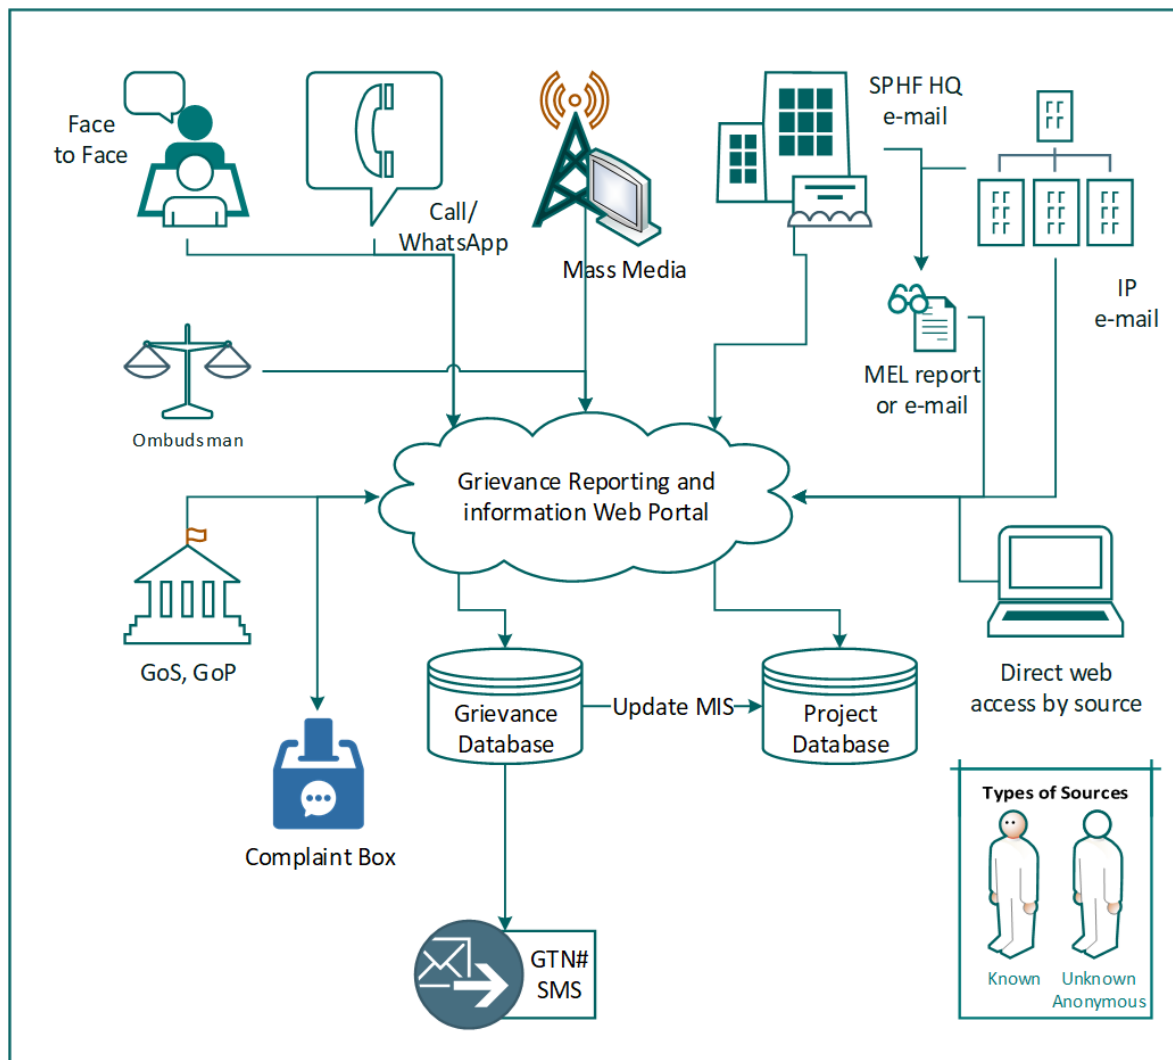 Face
to Face
Call/
WhatsApp
Mass Media
SPHF HQ
e-mail
IP
e-mail
MEL report
or e-mail
Ombudsman
Grievance Reporting and
information Web Portal
GoS, GoP
Complaint Box
Grievance
Database
Update MIS
Project
Database
Direct web
access by source
GTN#
SMS
Types of Sources
Known
Unknown
Anonymous